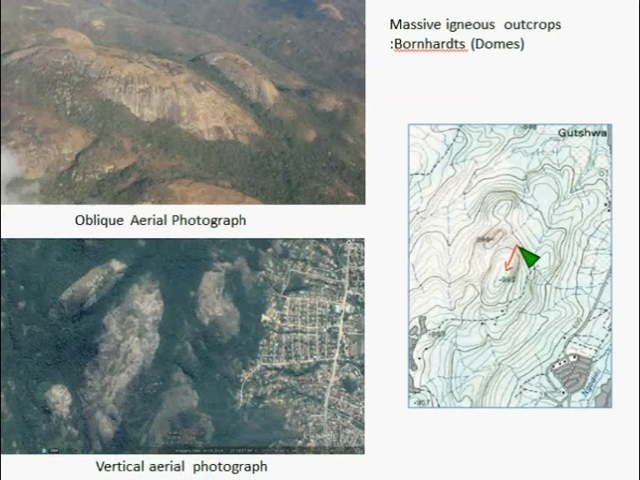 Massive igneous outcrops
:Bornhardts (Domes)
Gutshwa
Oblique Aerial Photograph
Vertical aerial photograph